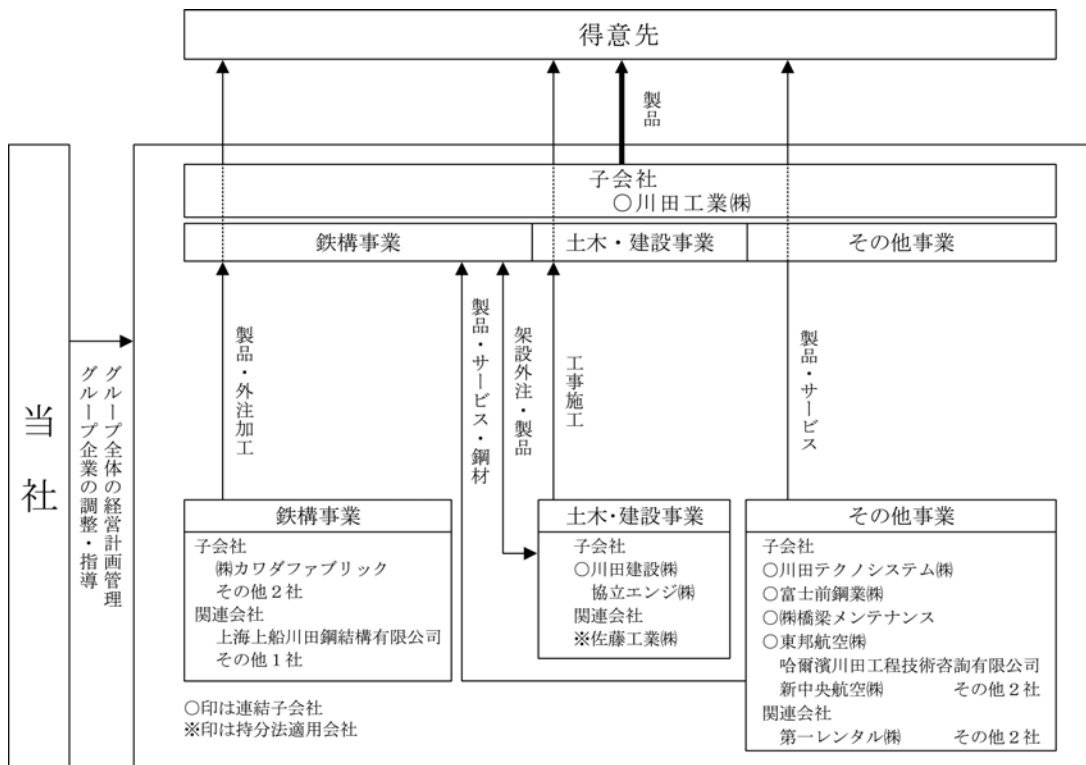 得意先
製品
子会社
○川田工業㈱
鉄構事業
土木・建設事業
その他事業
当社
グループ全体の経営計画管理
グループ企業の調整・指導
製品・外注加工
製品・サービス・鋼材
架設外注・製品
工事施工
製品・サービス
鉄構事業
子会社
㈱カワダファブリック
その他２社
関連会社
上海上船川田鋼結構有限公司
その他１社
土木・建設事業
子会社
○川田建設㈱
協立エンジ㈱
関連会社
※佐藤工業㈱
その他事業
子会社
○川田テクノシステム㈱
○富士前鋼業㈱
○㈱橋梁メンテナンス
○東邦航空㈱
哈爾濱川田工程技術咨詢有限公司
新中央航空㈱　その他２社
関連会社
第一レンタル㈱　その他２社
○印は連結子会社
※印は持分法適用会社